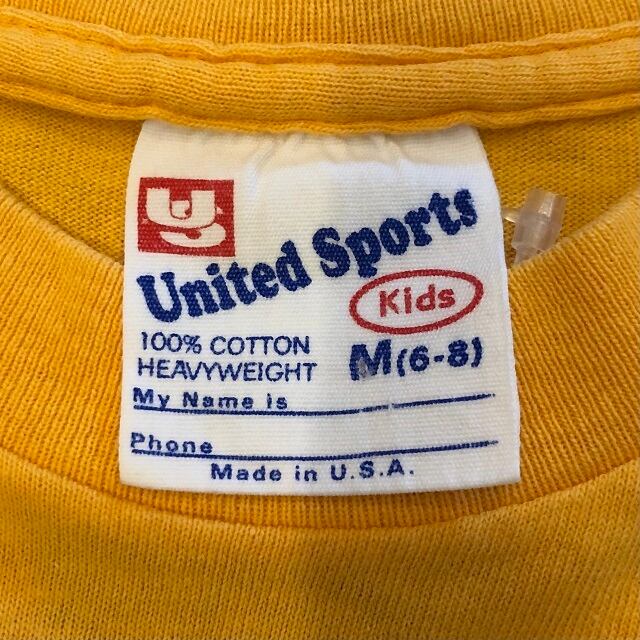 U
United Sports
Kids
100% COTTON
HEAVYWEIGHT
M(6-8)
My Name is
Phone
Made in U.S.A.